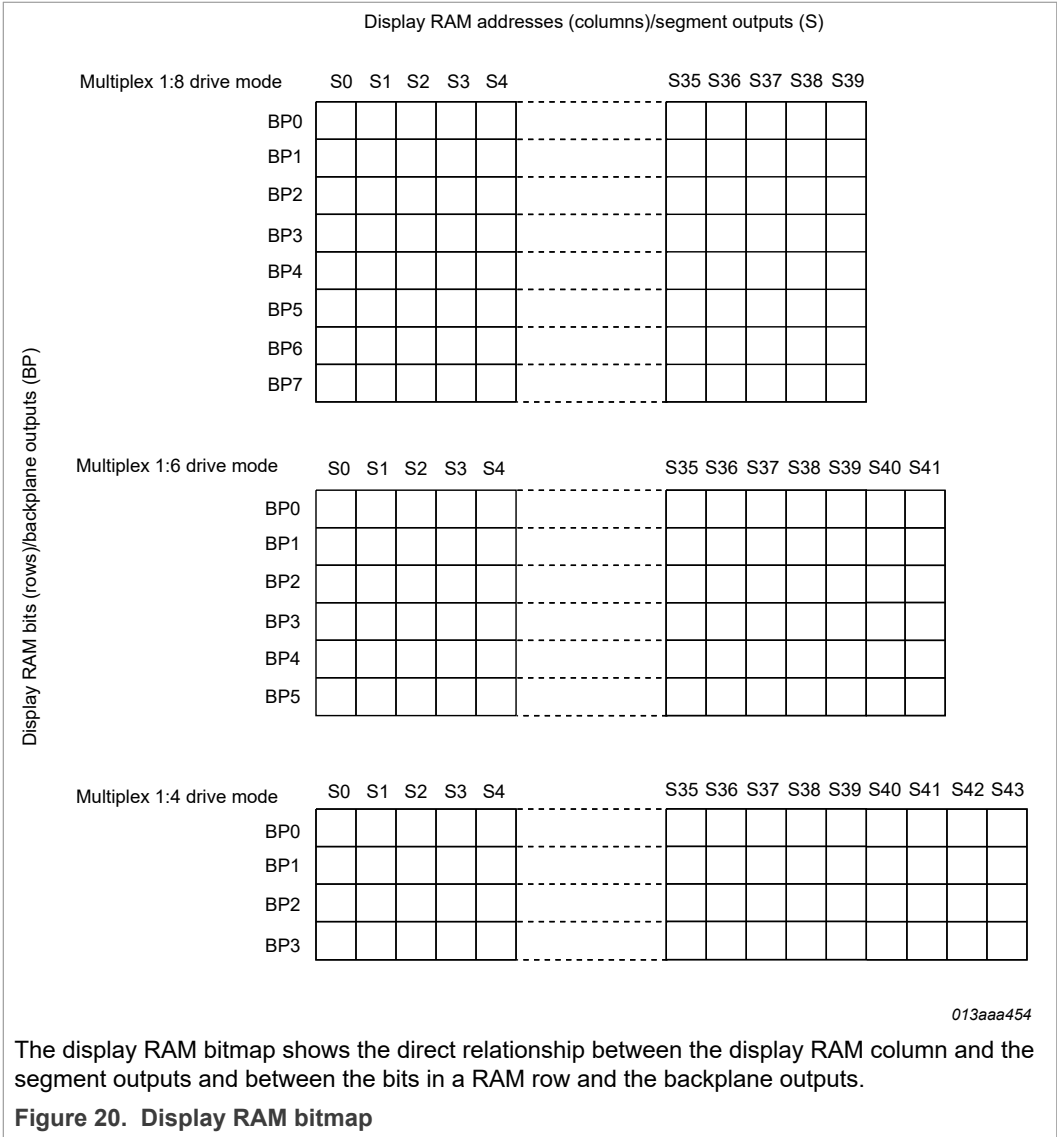 Display RAM addresses (columns)/segment outputs (S)
Multiplex 1:8 drive mode S0 S1 S2 S3 S4 S35 S36 S37 S38 S39
BP0
BP1
BP2
BP3
BP4
BP5
BP6
BP7
Display RAM bits (rows)/backplane outputs (BP)
Multiplex 1:6 drive mode S0 S1 S2 S3 S4 S35 S36 S37 S38 S39 S40 S41
BP0
BP1
BP2
BP3
BP4
BP5
Multiplex 1:4 drive mode S0 S1 S2 S3 S4 S35 S36 S37 S38 S39 S40 S41 S42 S43
BP0
BP1
BP2
BP3
013aaa454
The display RAM bitmap shows the direct relationship between the display RAM column and the
segment outputs and between the bits in a RAM row and the backplane outputs.
Figure 20. Display RAM bitmap